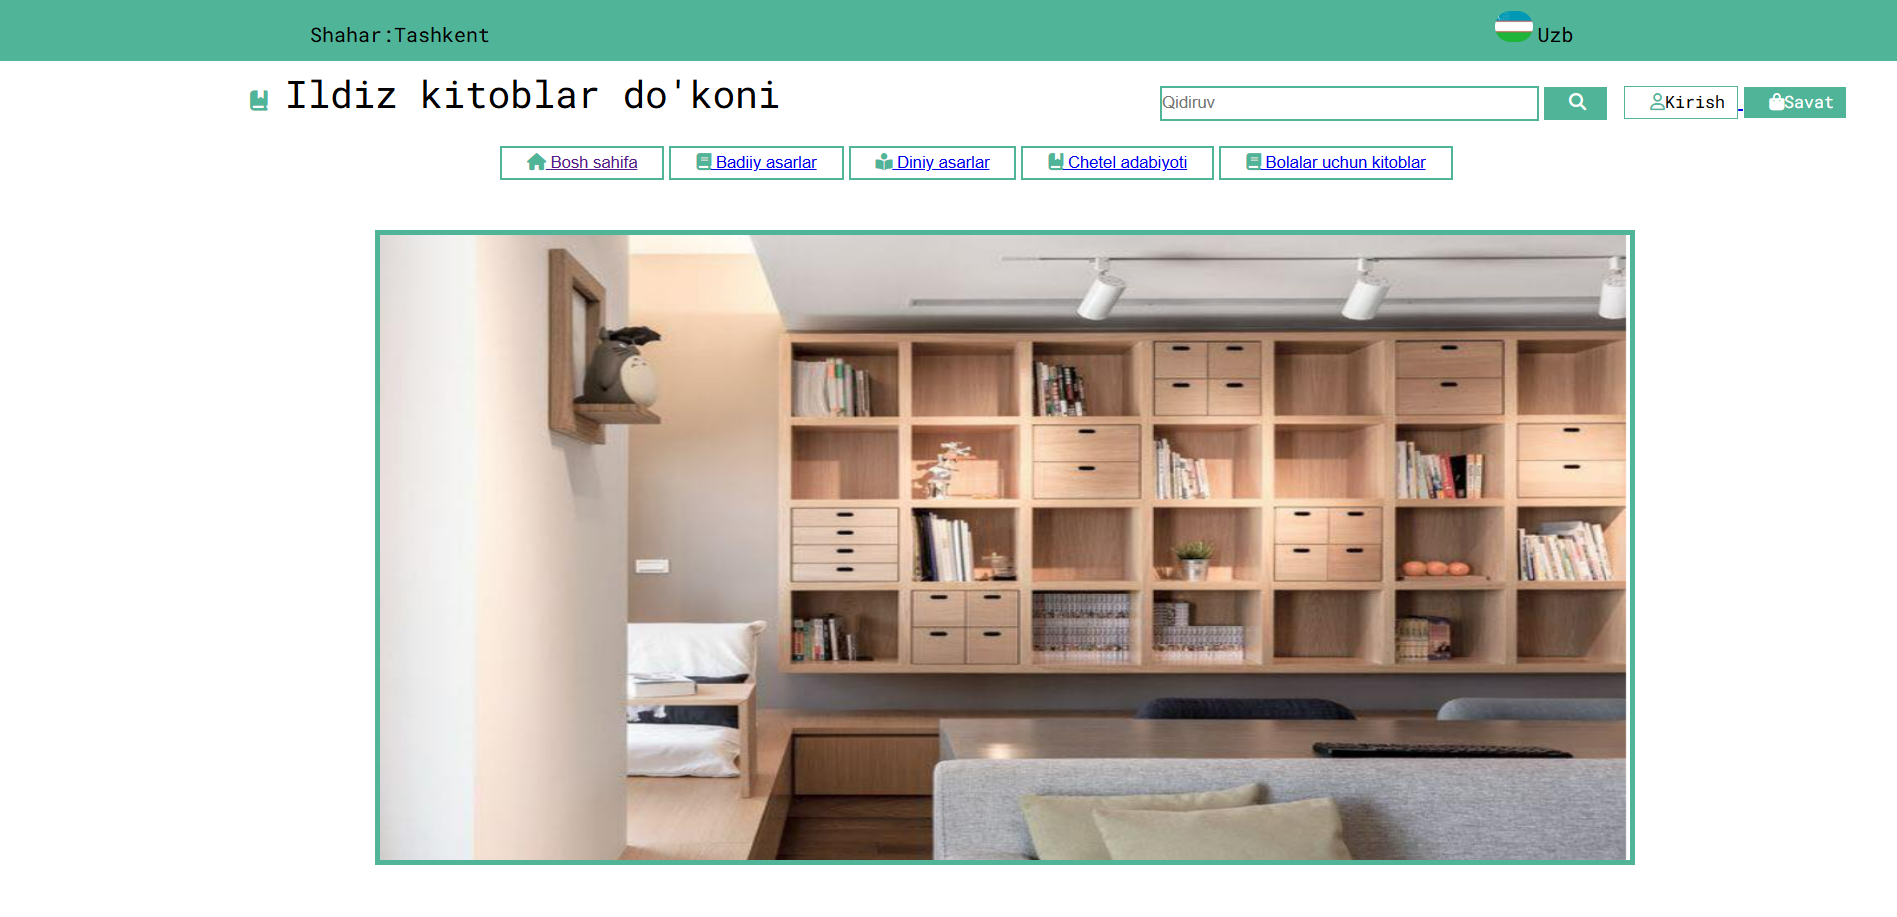 Shahar:Tashkent Uzb
Ildiz kitoblar do'koni Qidiruv Kirish Savat
Bosh sahifa Badiiy asarlar Diniy asarlar Chetel adabiyoti Bolalar uchun kitoblar